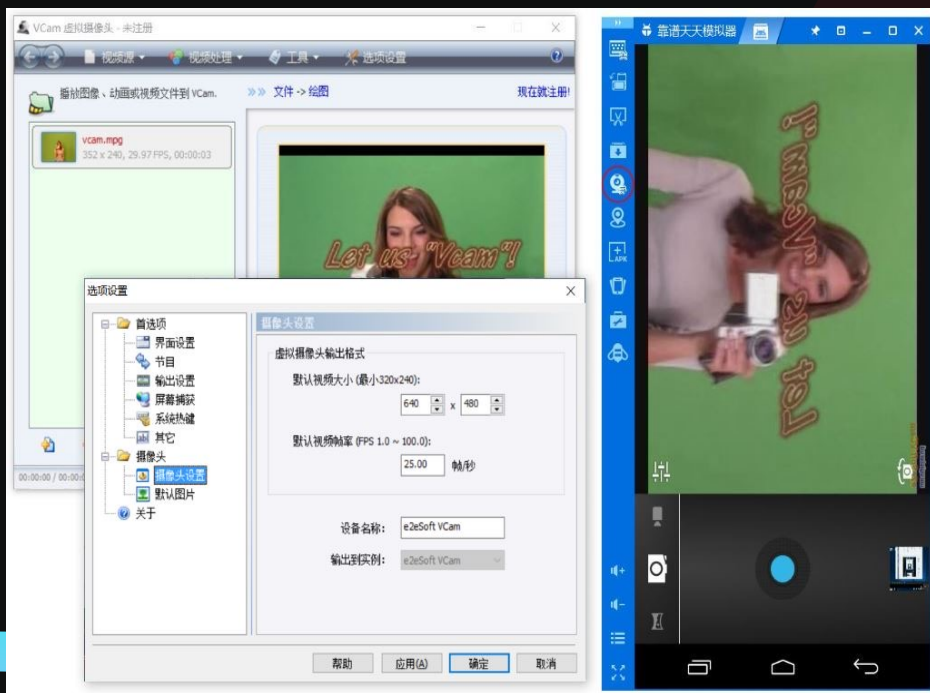 VCam 虚拟摄像头 - 未注册
视频源
视频处理
工具
选项设置
播放图像、动画或视频文件到 VCam.
文件 -> 绘图
现在就注册!
vcam.mpg
352 x 240, 29.97 FPS, 00:00:03
Let us "Vcam"!
00:00:00 / 00:00:
选项设置
首选项
界面设置
节目
输出设置
屏幕捕获
系统热键
其它
摄像头
摄像头设置
默认图片
关于
摄像头设置
虚拟摄像头输出格式
默认视频大小 (最小320x240):
640 x 480
默认视频帧率 (FPS 1.0 ~ 100.0):
25.00 帧/秒
设备名称: e2eSoft VCam
输出到实例: e2eSoft VCam
帮助
应用(A)
确定
取消
靠谱天天模拟器
APK
Let us "Vcam"!